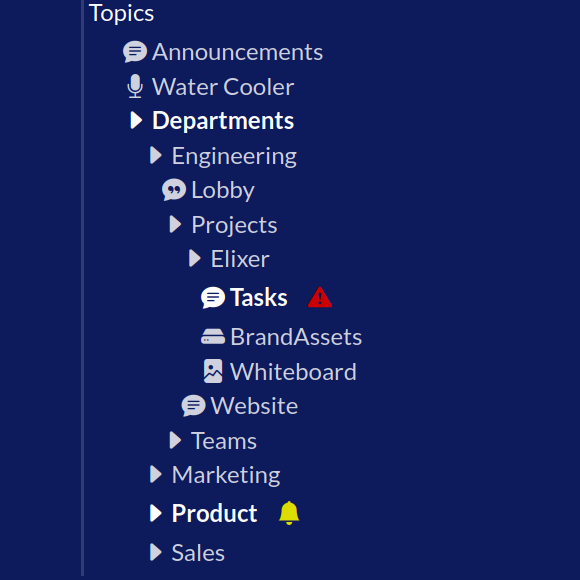 Topics
Announcements
Water Cooler
Departments
Engineering
Lobby
Projects
Elixer
Tasks
BrandAssets
Whiteboard
Website
Teams
Marketing
Product
Sales